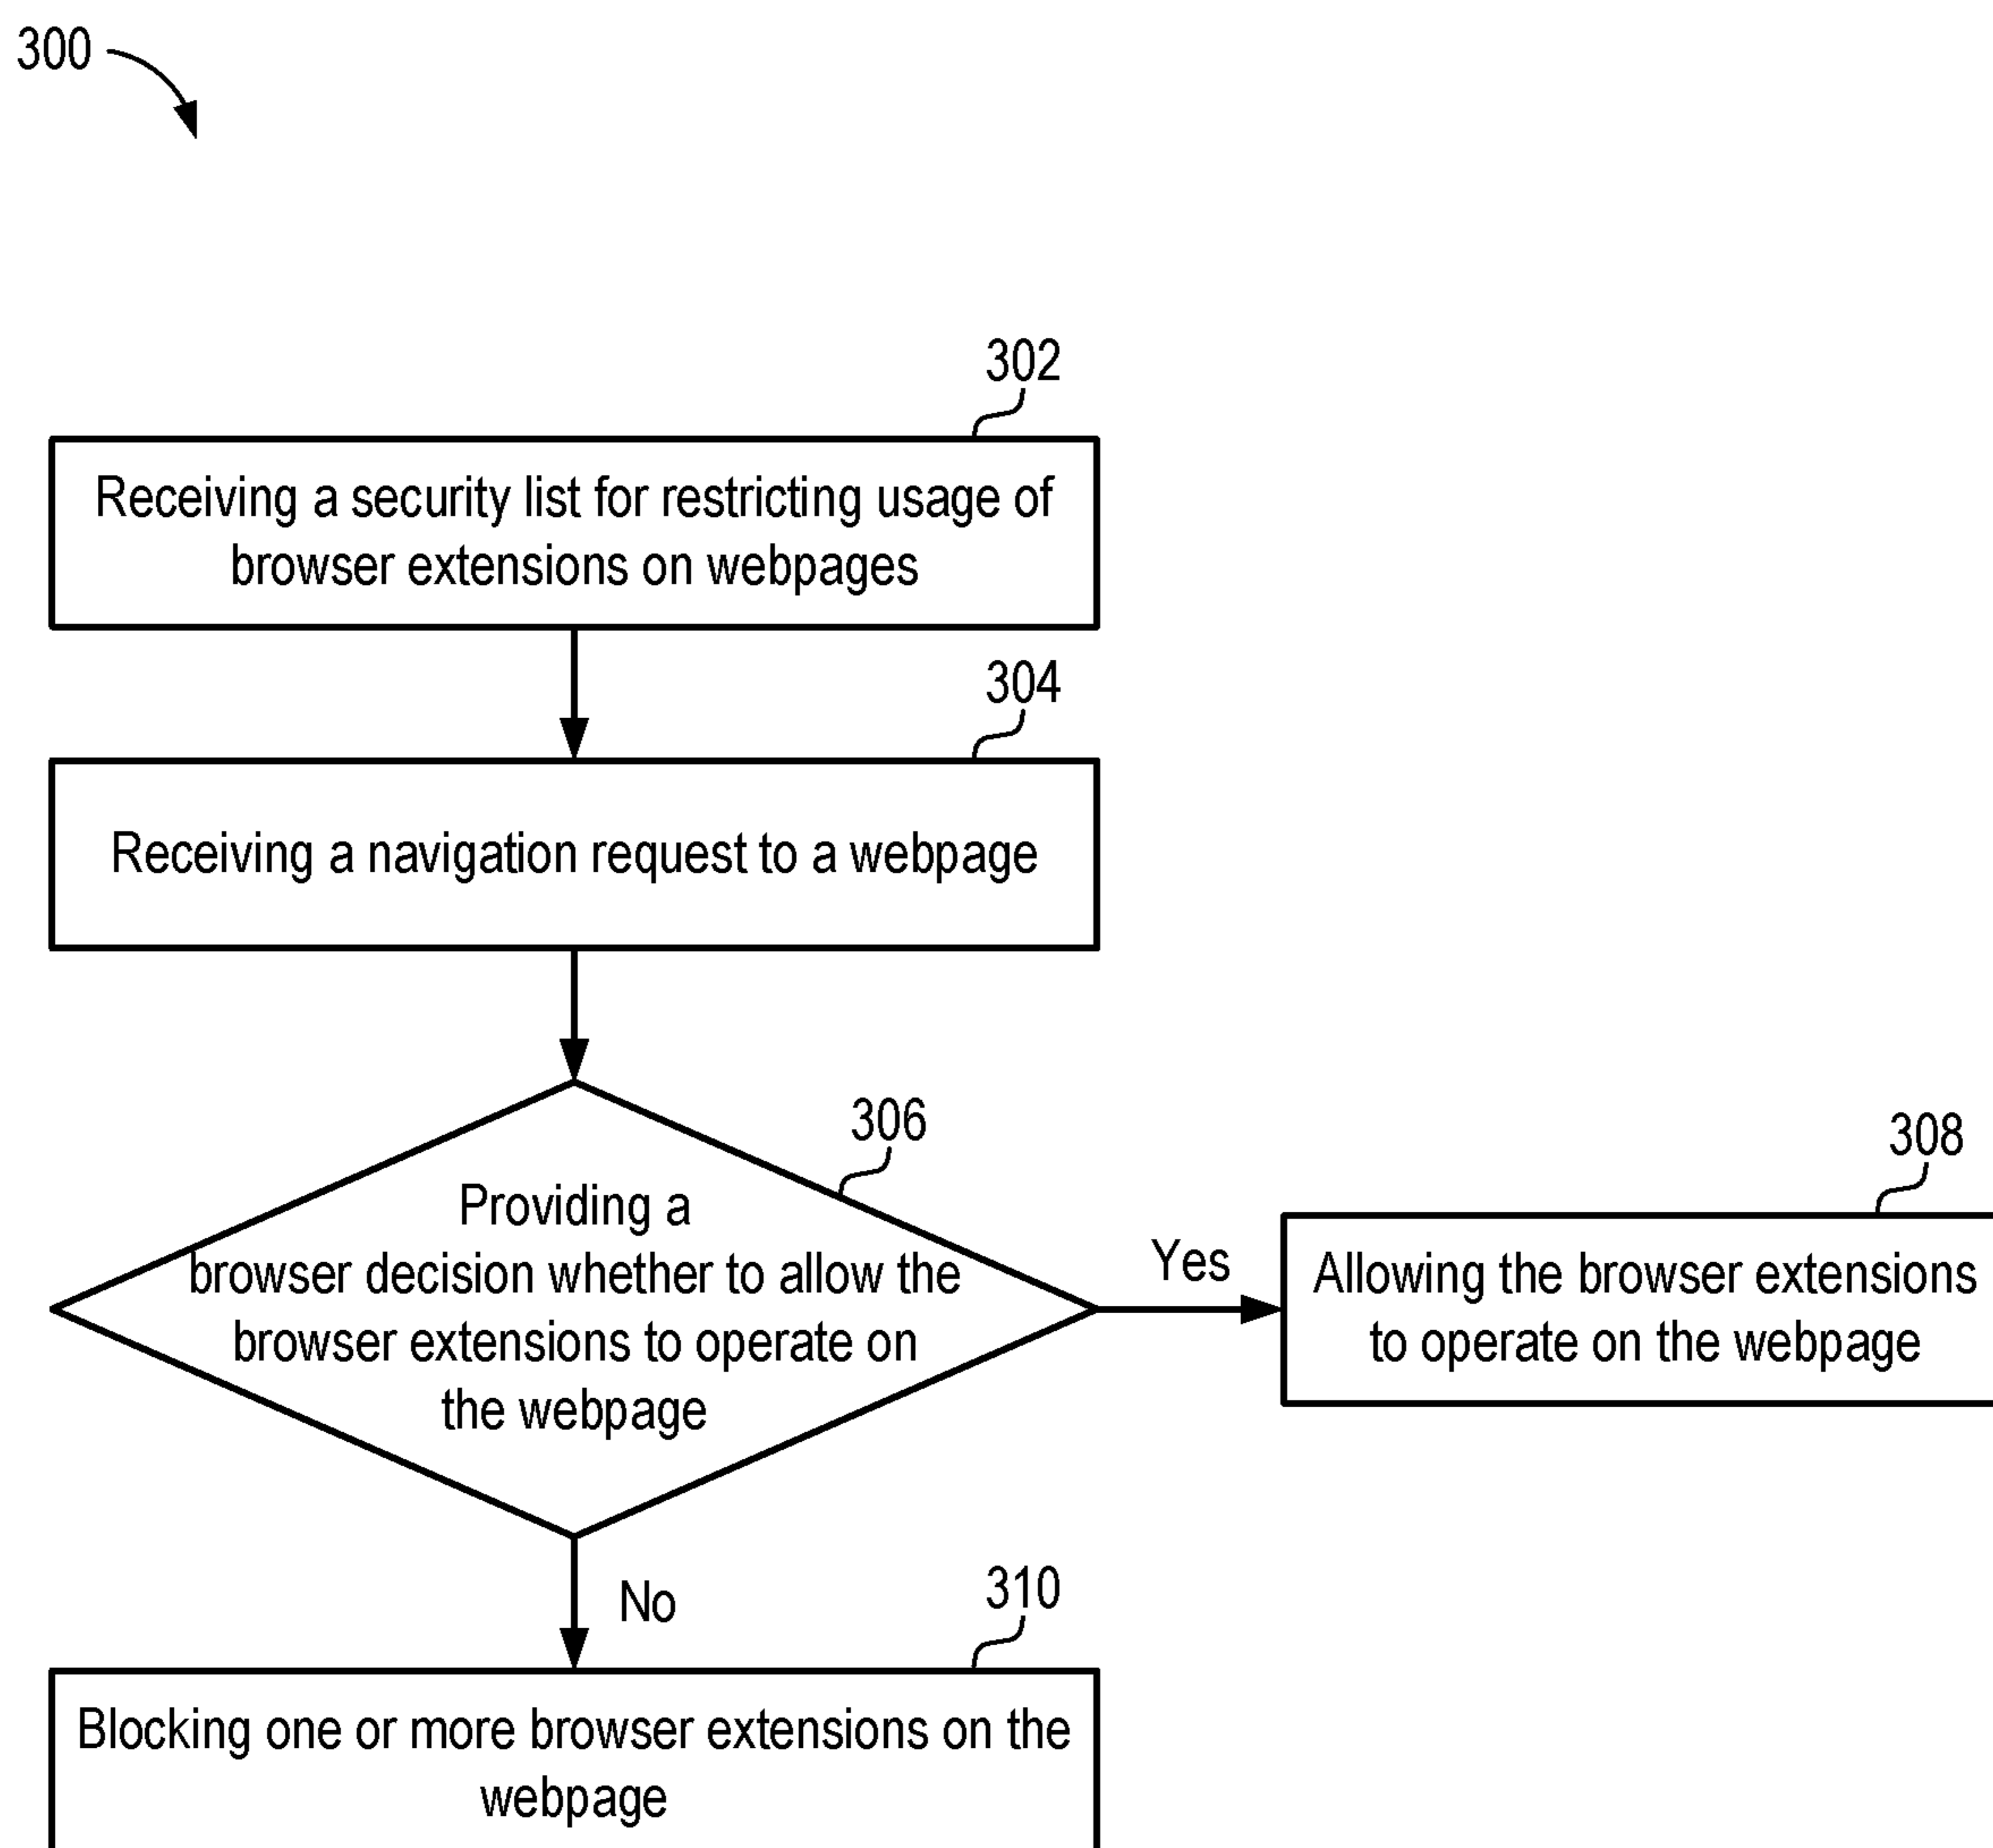 300
302
Receiving a security list for restricting usage of
browser extensions on webpages
304
Receiving a navigation request to a webpage
306
Providing a
browser decision whether to allow the
browser extensions to operate on
the webpage
Yes
308
Allowing the browser extensions
to operate on the webpage
No
310
Blocking one or more browser extensions on the
webpage